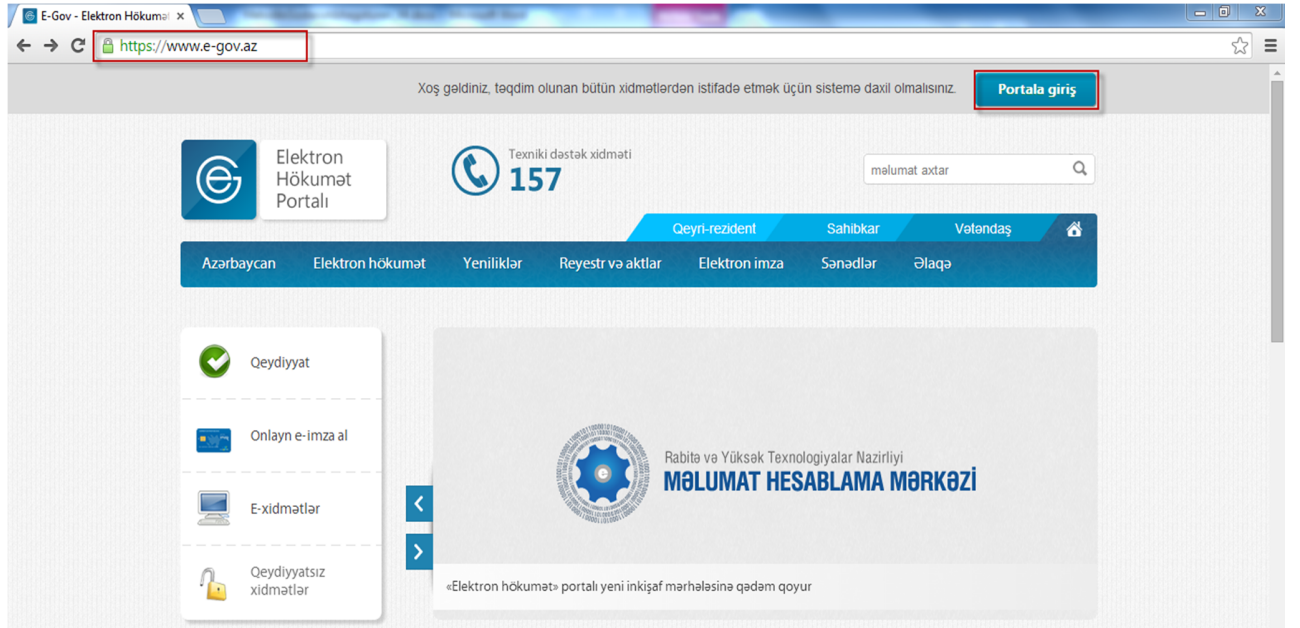 E-Gov - Elektron Hökuməi
https://www.e-gov.az
Xoş gəldiniz, təqdim olunan bütün xidmətlərdən istifadə etmək üçün sistemə daxil olmalısınız.
Portala giriş
Elektron
Hökumət
Portalı
Texniki dəstək xidməti
157
məlumat axtar
Qeyri-rezident
Sahibkar
Vətəndaş
Azərbaycan
Elektron hökumət
Yeniliklər
Reyestr və aktlar
Elektron imza
Sənədlər
Əlaqə
Qeydiyyat
Onlayn e-imza al
E-xidmətlər
Qeydiyyatsız
xidmətlər
Rabitə və Yüksək Texnologiyalar Nazirliyi
MƏLUMAT HESABLAMA MƏRKƏZİ
«Elektron hökumət» portalı yeni inkişaf mərhələsinə qədəm qoyur